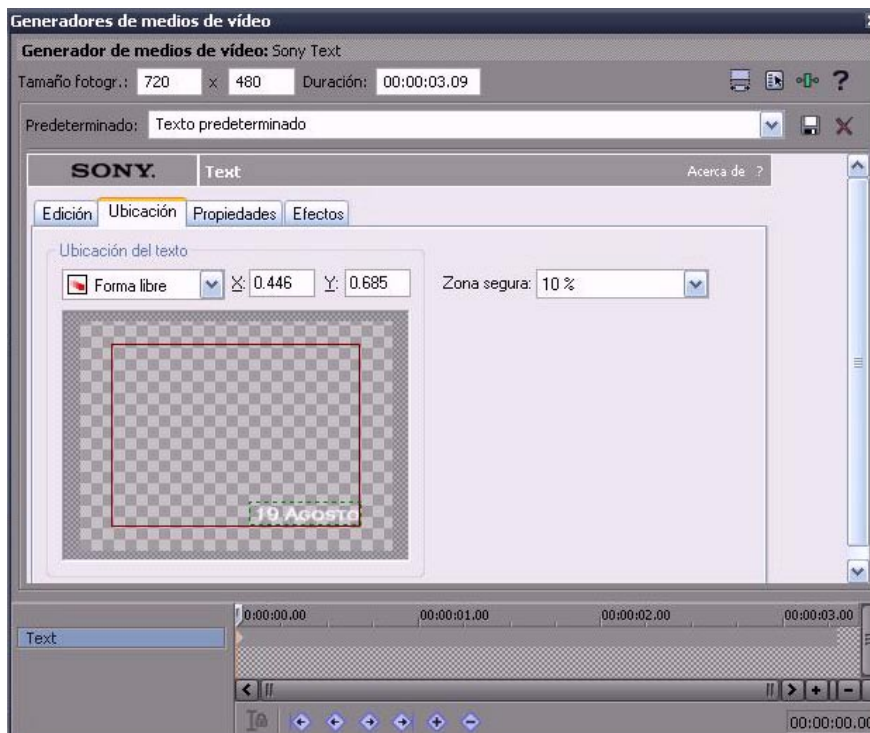 Generadores de medios de vídeo
Generador de medios de vídeo: Sony Text
Tamaño fotogr.: 720 x 480 Duración: 00:00:03.09 ?
Predeterminado: Texto predeterminado
SONY. Text Acerca de ?
Edición Ubicación Propiedades Efectos
Ubicación del texto
Forma libre X: 0.446 Y: 0.685 Zona segura: 10 %
19 AGOSTO
0:00:00.00 00:00:01.00 00:00:02.00 00:00:03.00
Text
00:00:00.00